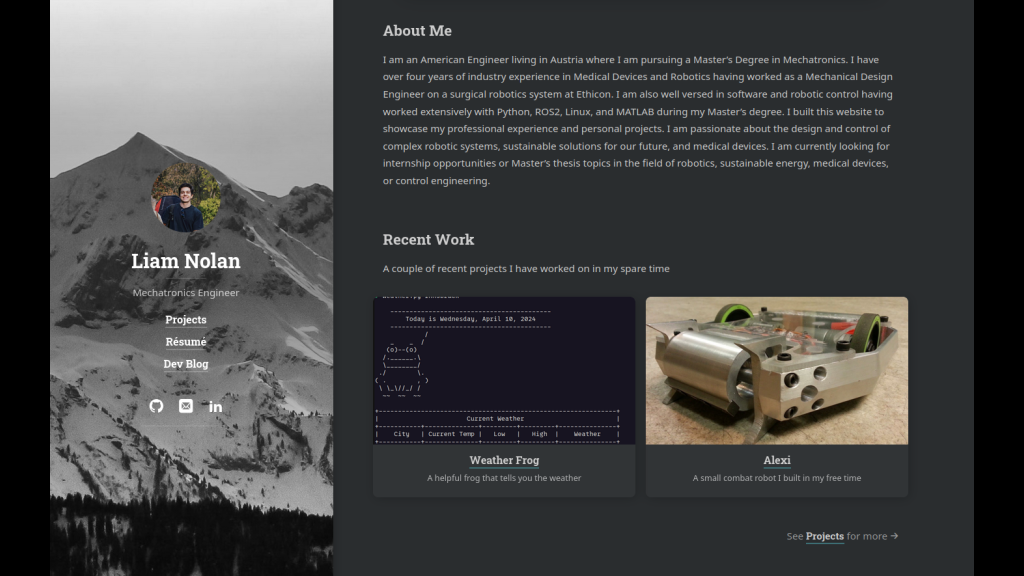 Liam Nolan
Mechatronics Engineer
Projects
Résumé
Dev Blog
in
About Me
I am an American Engineer living in Austria where I am pursuing a Master's Degree in Mechatronics. I have
over four years of industry experience in Medical Devices and Robotics having worked as a Mechanical Design
Engineer on a surgical robotics system at Ethicon. I am also well versed in software and robotic control having
worked extensively with Python, ROS2, Linux, and MATLAB during my Master's degree. I built this website to
showcase my professional experience and personal projects. I am passionate about the design and control of
complex robotic systems, sustainable solutions for our future, and medical devices. I am currently looking for
internship opportunities or Master's thesis topics in the field of robotics, sustainable energy, medical devices,
or control engineering.
Recent Work
A couple of recent projects I have worked on in my spare time
Today is Wednesday, April 10, 2024
Current Weather
City | Current Temp | Low | High | Weather
Weather Frog
A helpful frog that tells you the weather
Alexi
A small combat robot I built in my free time
See Projects for more →